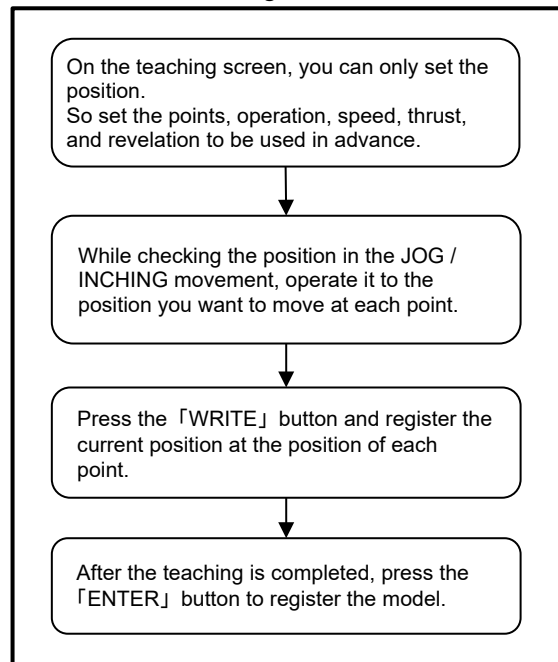 On the teaching screen, you can only set the
position.
So set the points, operation, speed, thrust,
and revelation to be used in advance.
While checking the position in the JOG /
INCHING movement, operate it to the
position you want to move at each point.
Press the「WRITE」button and register the
current position at the position of each
point.
After the teaching is completed, press the
「ENTER」button to register the model.